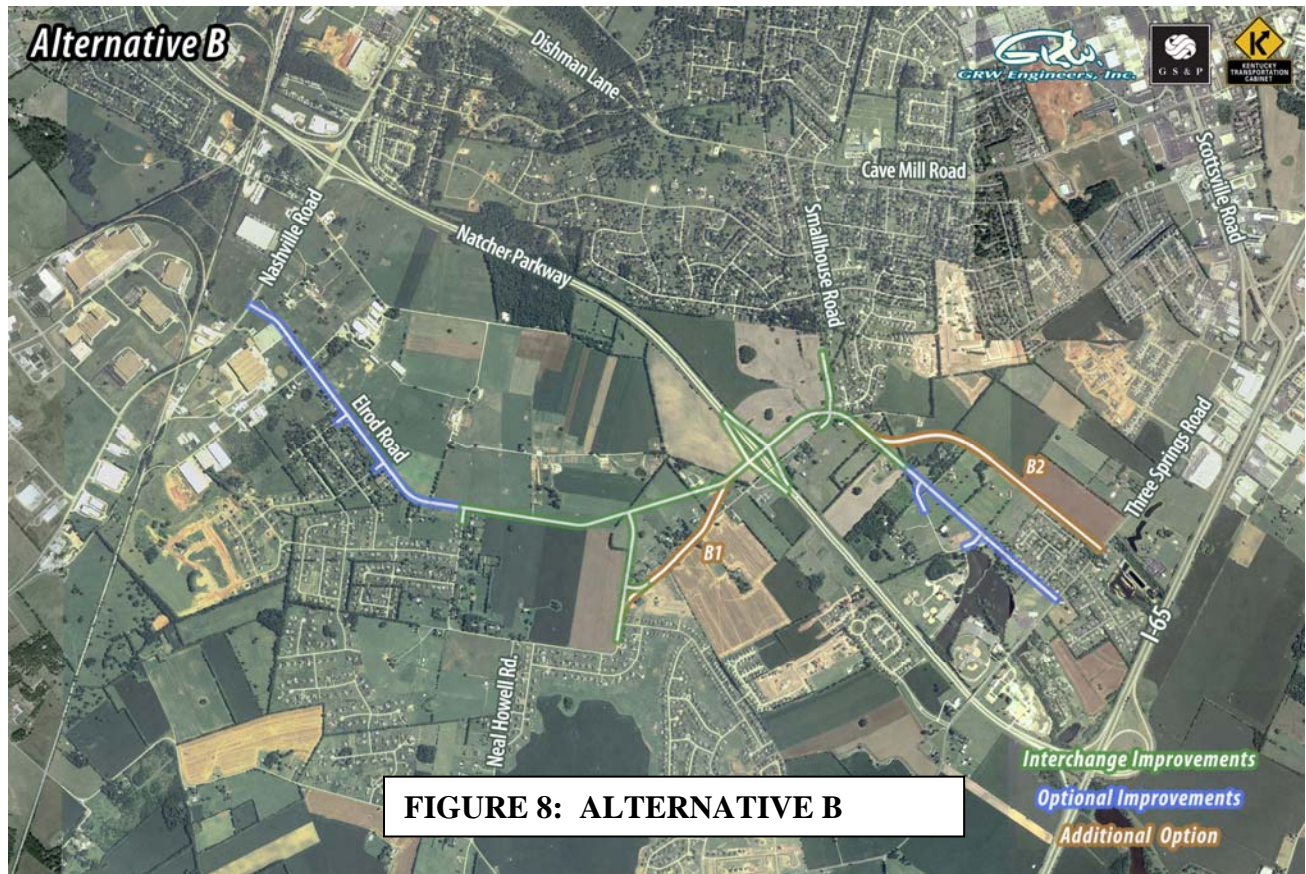 Alternative B
Dishman Lane
GRW Engineers, Inc.
GRW
GS&P
K
KENTUCKY
TRANSPORTATION
CABINET
Scottsville Road
Cave Mill Road
Nashville Road
Natcher Parkway
Smallhouse Road
Elrod Road
B2
Three Springs Road
B1
I-65
Neal Howell Rd.
Interchange Improvements
Optional Improvements
Additional Option
FIGURE 8: ALTERNATIVE B